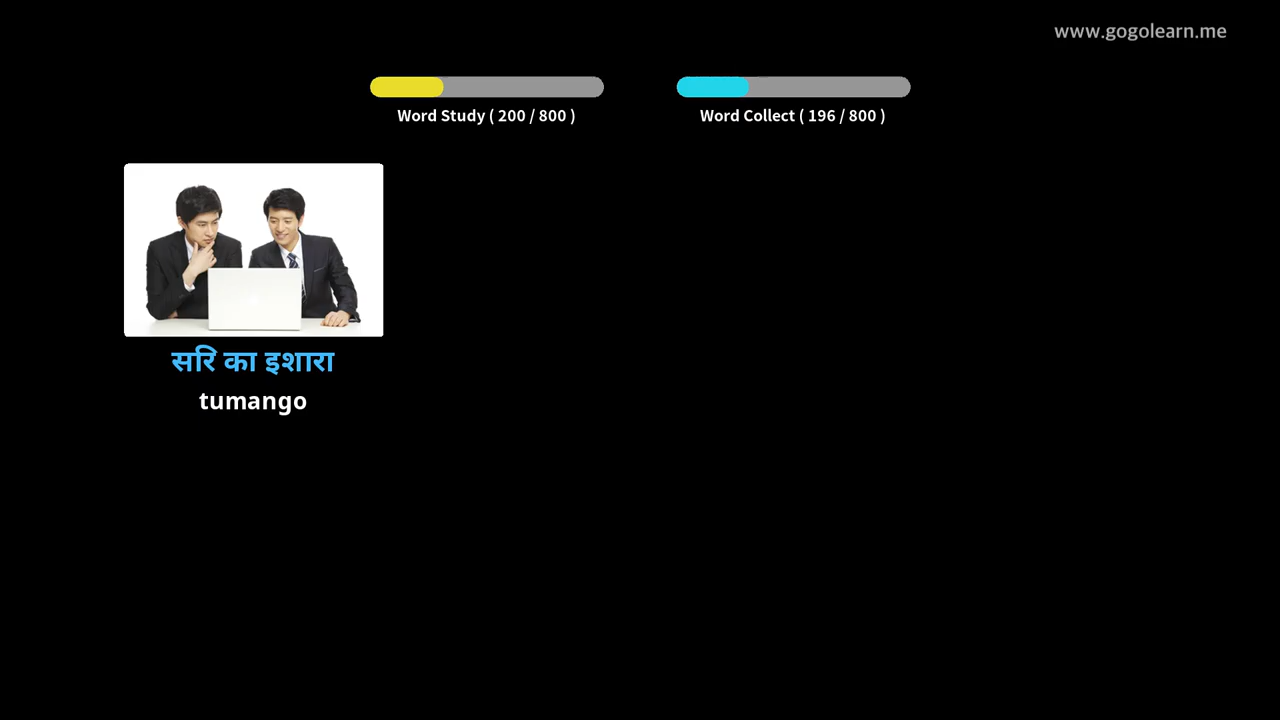 www.gogolearn.me
Word Study ( 200 / 800 )
Word Collect ( 196 / 800 )
सरि का इशारा
tumango